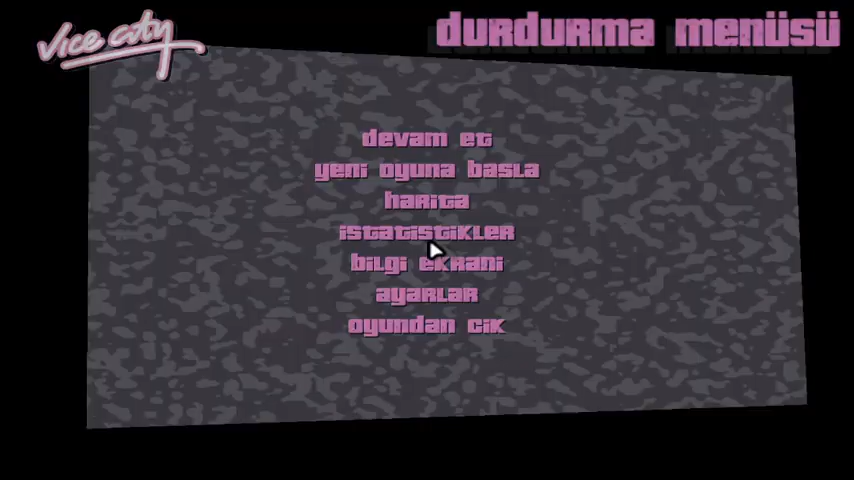 vice city
durdurma menüsü
devam et
yeni oyuna basla
harita
istatistikler
bilgi ekrani
ayarlar
oyundan cik